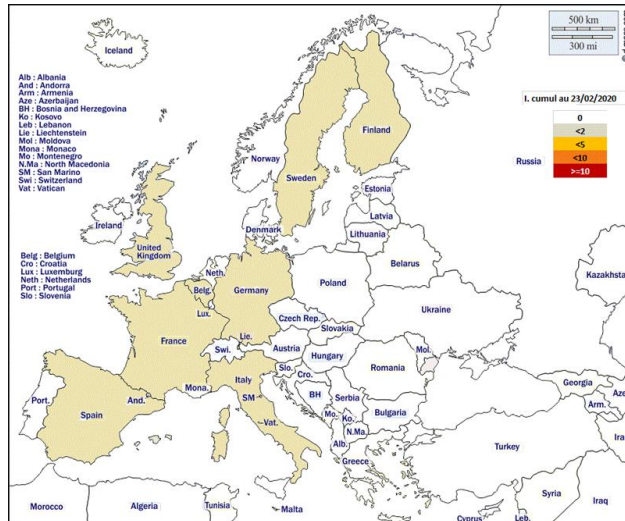 Iceland
500 km
300 mi
Alb : Albania
And : Andorra
Arm : Armenia
Aze : Azerbaijan
BH : Bosnia and Herzegovina
Ko : Kosovo
Leb : Lebanon
Lie : Liechtenstein
Mol : Moldova
Mona : Monaco
Mo : Montenegro
N.Ma : North Macedonia
SM : San Marino
Swi : Switzerland
Vat : Vatican
I. cumul au 23/02/2020
0
<2
<5
<10
>=10
Finland
Norway
Russia
Sweden
Estonia
Ireland
Latvia
Denmark
Lithuania
United
Kingdom
Belg : Belgium
Cro : Croatia
Lux : Luxemburg
Neth : Netherlands
Port : Portugal
Slo : Slovenia
Belarus
Neth.
Kazakhsta
Poland
Belg.
Germany
Ukraine
Lux.
Czech Rep.
Slovakia
France
Lie.
Austria
Mol.
Swi.
Hungary
Romania
Slo.
Cro.
Italy
Georgia
Mona.
BH
Serbia
Aze
Port.
And.
SM
Arm.
Spain
Mo.
Ko.
Bulgaria
Vat.
N.Ma.
Alb.
Ira
Turkey
Greece
Syria
Morocco
Algeria
Tunisia
Malta
Cyprus
Leb.
Iraq